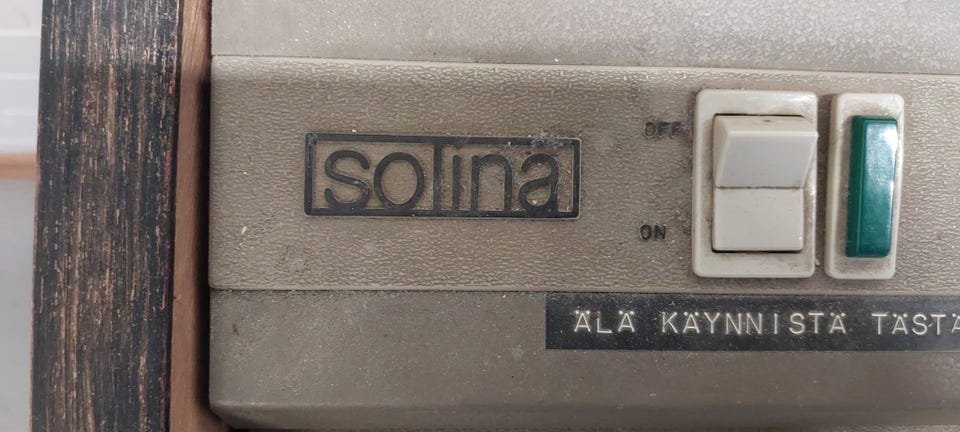 solina
OFF
ON
ÄLÄ KÄYNNISTÄ TÄSTÄ